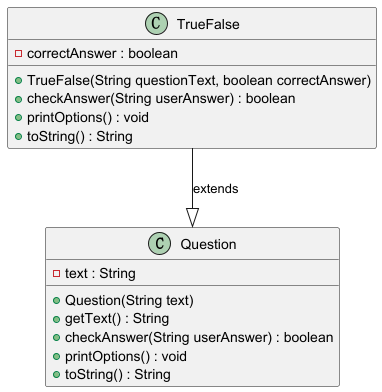 C TrueFalse
correctAnswer : boolean
TrueFalse(String questionText, boolean correctAnswer)
checkAnswer(String userAnswer) : boolean
printOptions() : void
toString() : String
extends
C Question
text : String
Question(String text)
getText() : String
checkAnswer(String userAnswer) : boolean
printOptions() : void
toString() : String